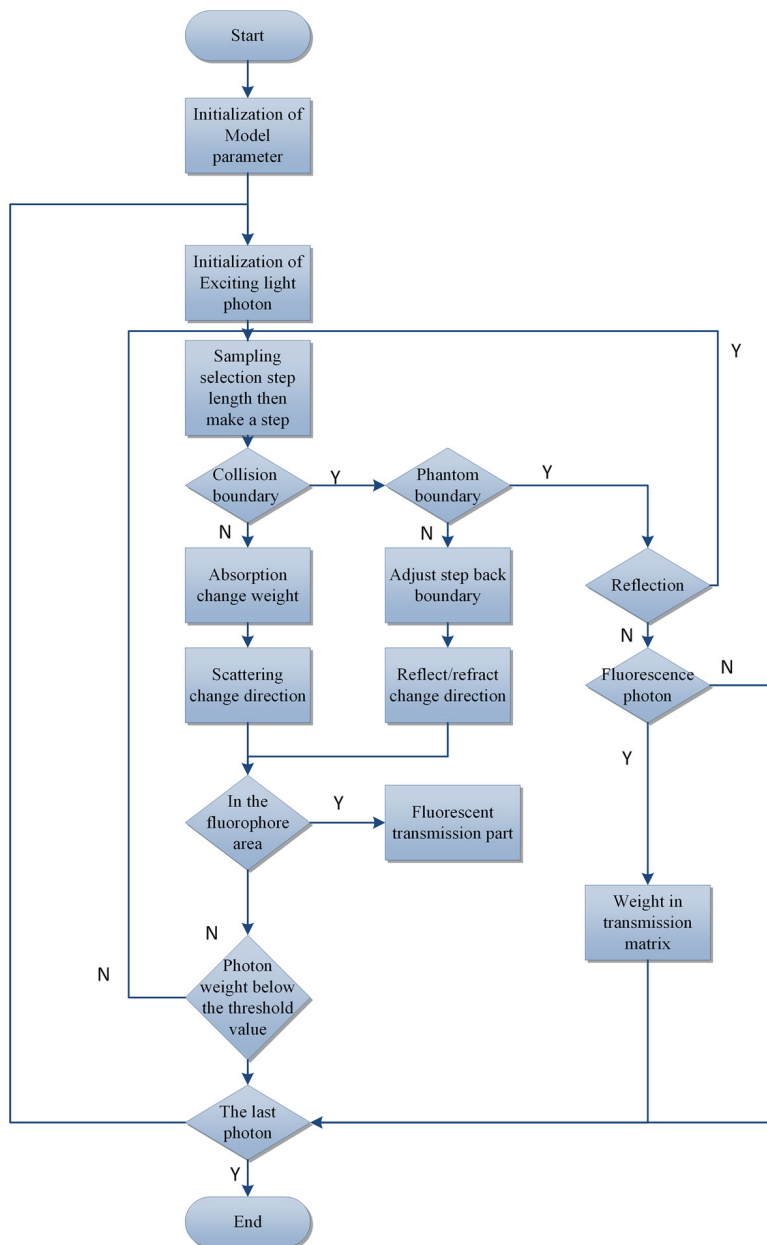 Start
Initialization of
Model
parameter
Initialization of
Exciting light
photon
Y
Sampling
selection step
length then
make a step
Collision
boundary
Y
Phantom
boundary
Y
N
N
Absorption
change weight
Adjust step back
boundary
Reflection
N
Scattering
change direction
Reflect/refract
change direction
Fluorescence
photon
N
Y
In the
fluorophore
area
Y
Fluorescent
transmission part
Weight in
transmission
matrix
N
N
Photon
weight below
the threshold
value
The last
photon
Y
End